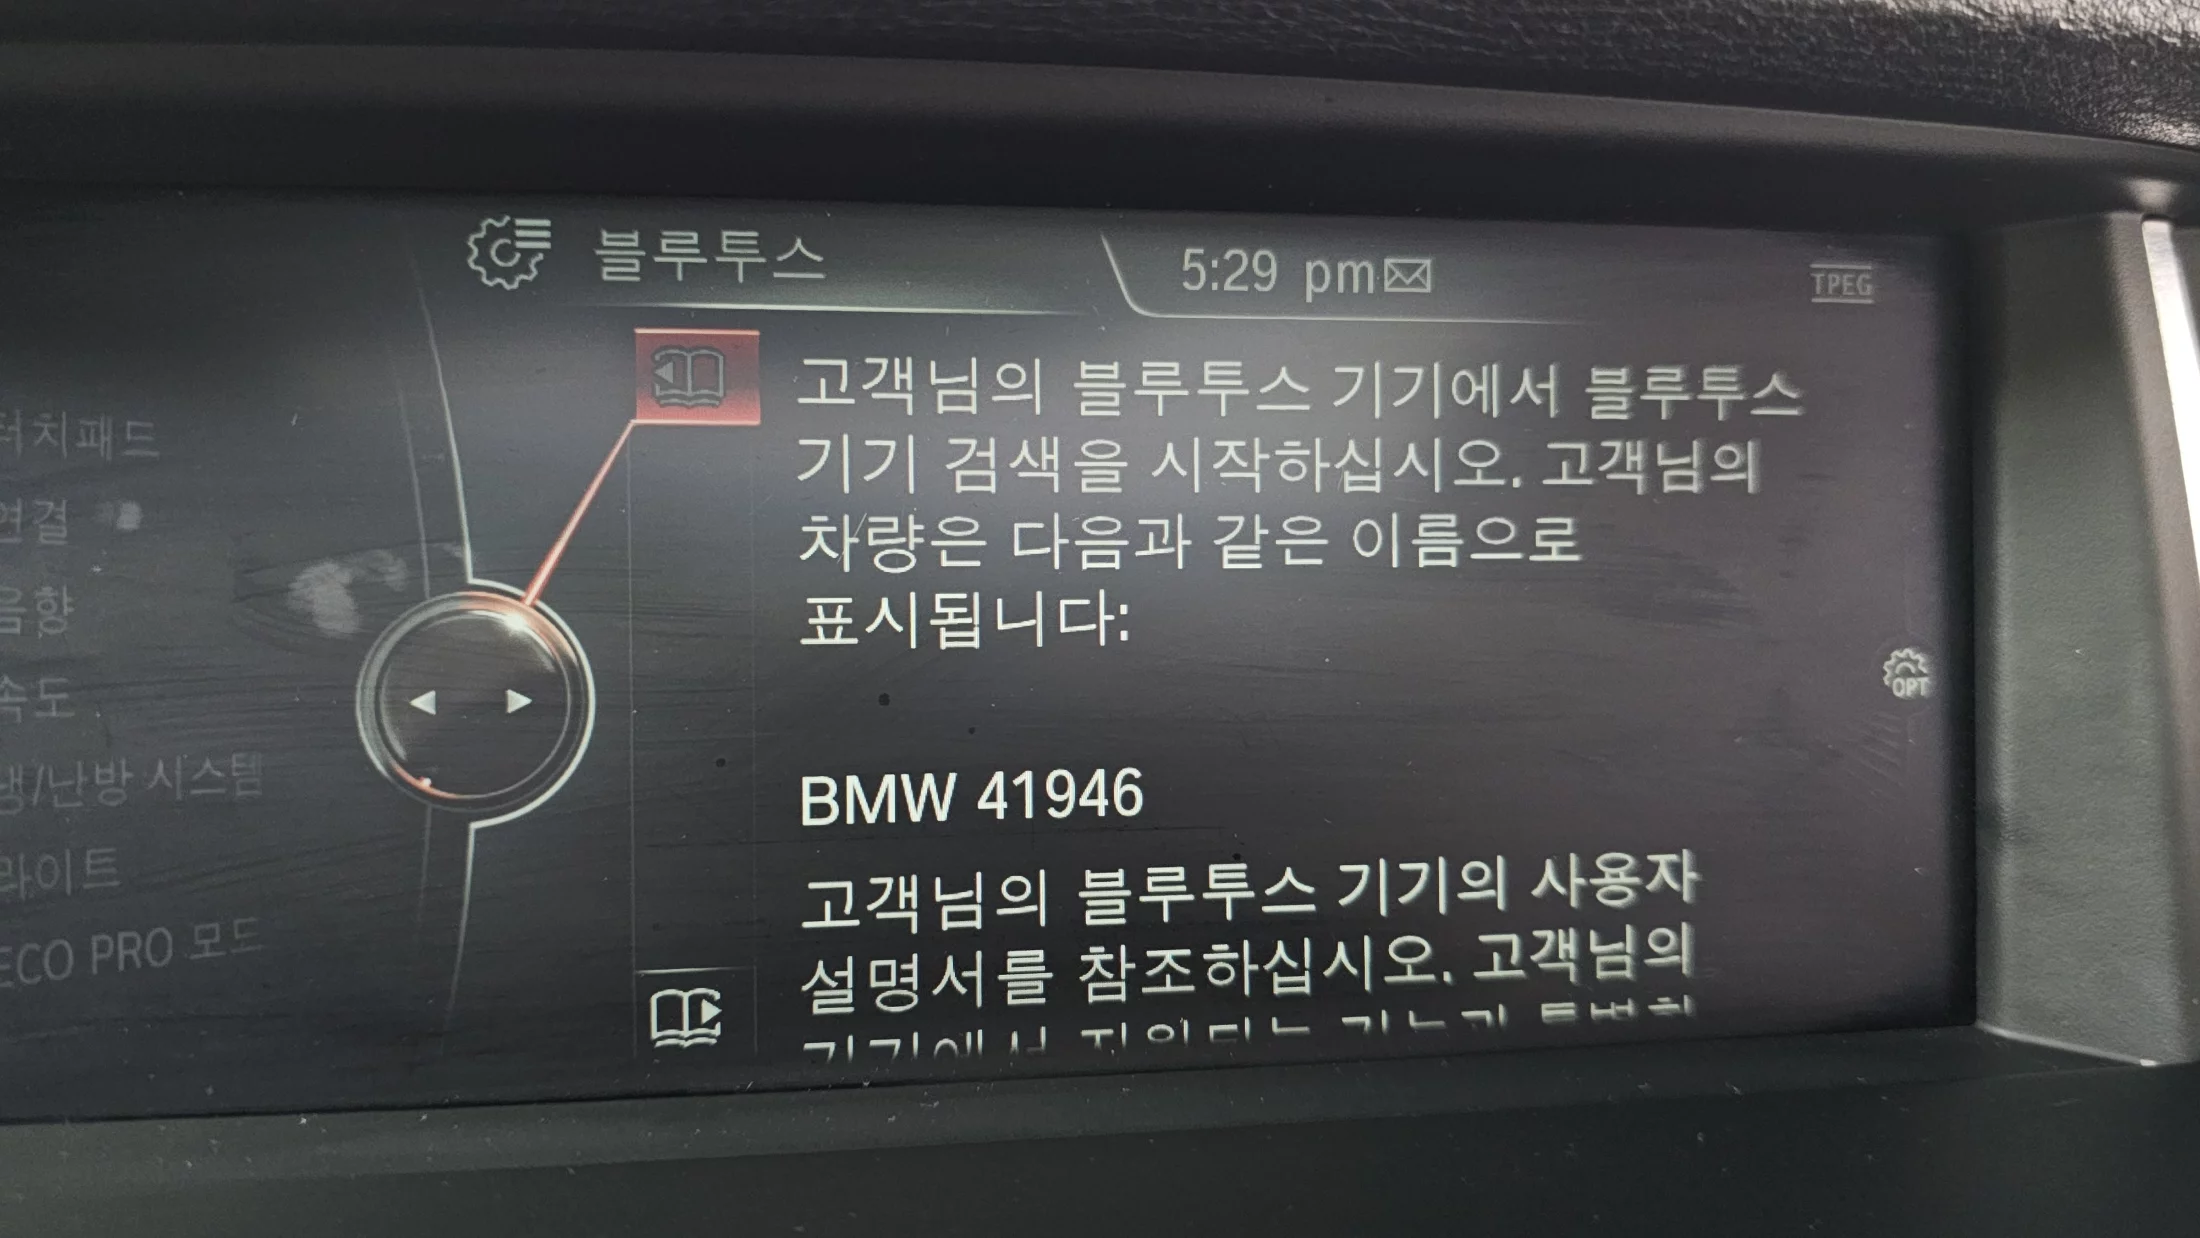 블루투스
5:29 pm
TPEG
고객님의 블루투스 기기에서 블루투스
기기 검색을 시작하십시오. 고객님의
차량은 다음과 같은 이름으로
표시됩니다:
BMW 41946
고객님의 블루투스 기기의 사용자
설명서를 참조하십시오. 고객님의
OPT
터치패드
연결
음향
속도
냉/난방 시스템
라이트
ECO PRO 모드